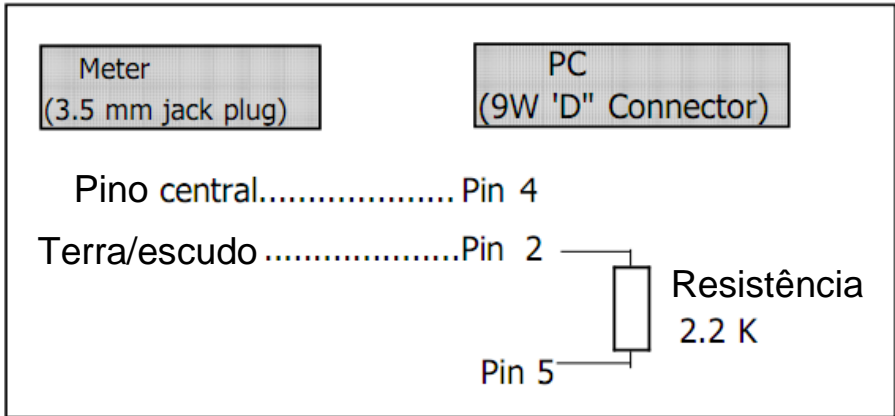 Meter
(3.5 mm jack plug)
PC
(9W 'D" Connector)
Pino central.................... Pin 4
Terra/escudo ....................Pin 2
Resistência
2.2 K
Pin 5